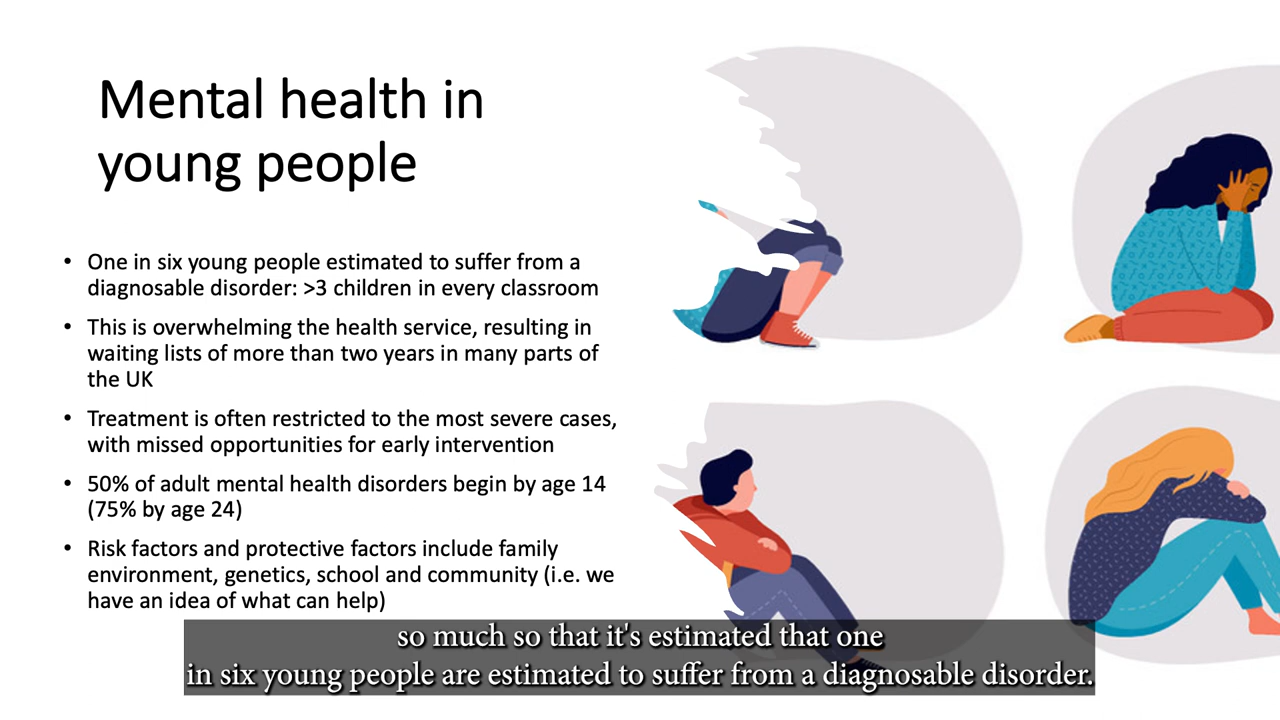 Mental health in
young people
• One in six young people estimated to suffer from a
diagnosable disorder: >3 children in every classroom
• This is overwhelming the health service, resulting in
waiting lists of more than two years in many parts of
the UK
• Treatment is often restricted to the most severe cases,
with missed opportunities for early intervention
• 50% of adult mental health disorders begin by age 14
(75% by age 24)
• Risk factors and protective factors include family
environment, genetics, school and community (i.e. we
have an idea of what can help)
so much so that it's estimated that one
in six young people are estimated to suffer from a diagnosable disorder.